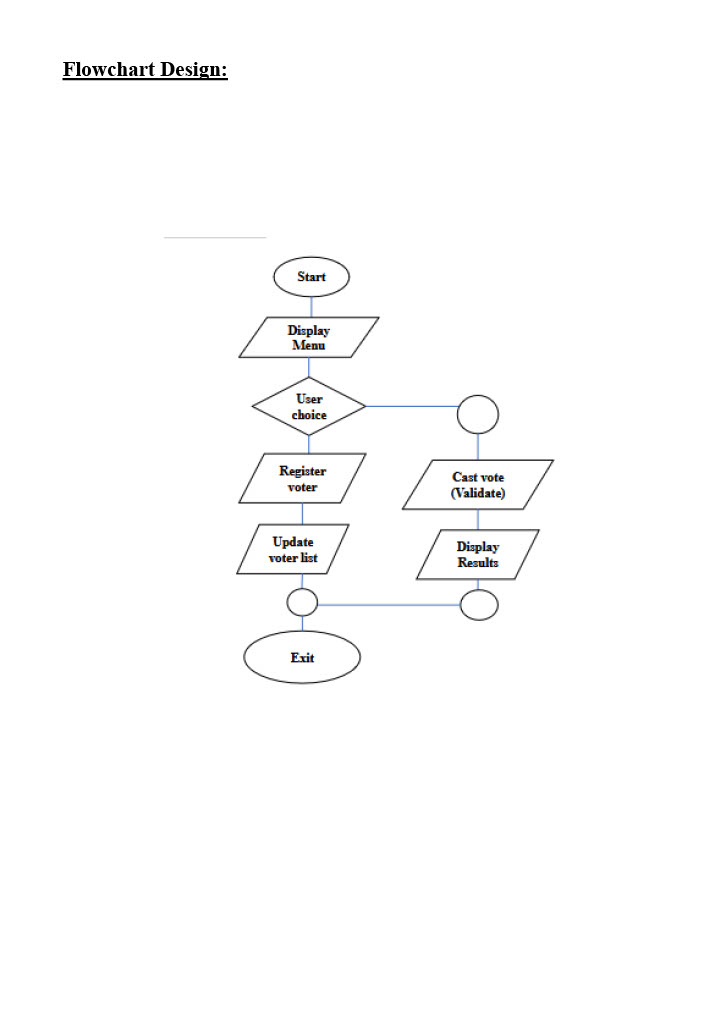 Flowchart Design:
Start
Display
Menu
User
choice
Register
voter
Cast vote
(Validate)
Update
voter list
Display
Results
Exit